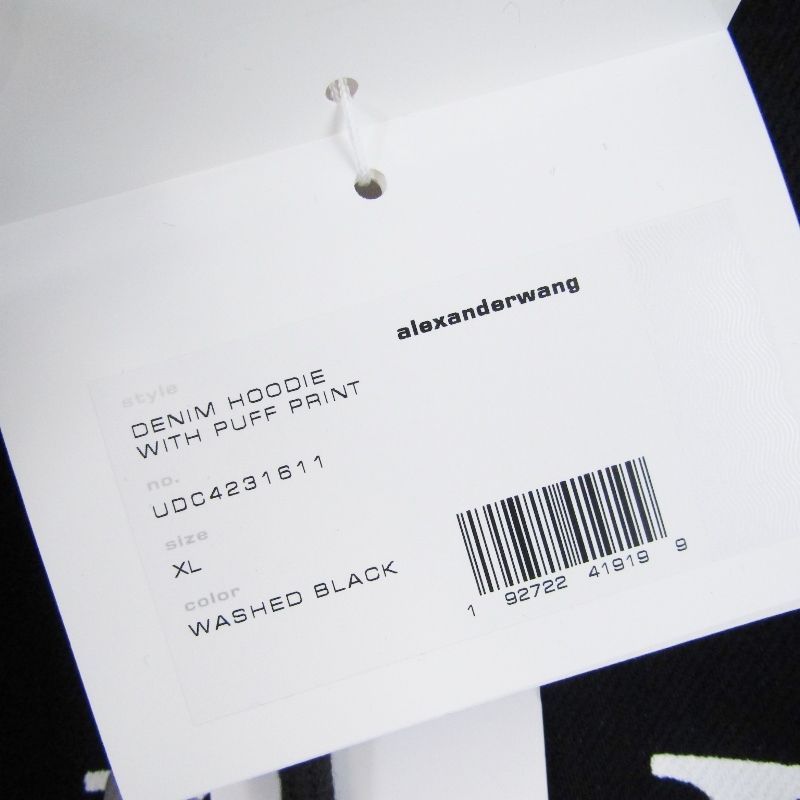 alexanderwang
style
DENIM HOODIE
WITH PUFF PRINT
no.
UDC4231611
size
XL
color
WASHED BLACK
1 92722 41919 9